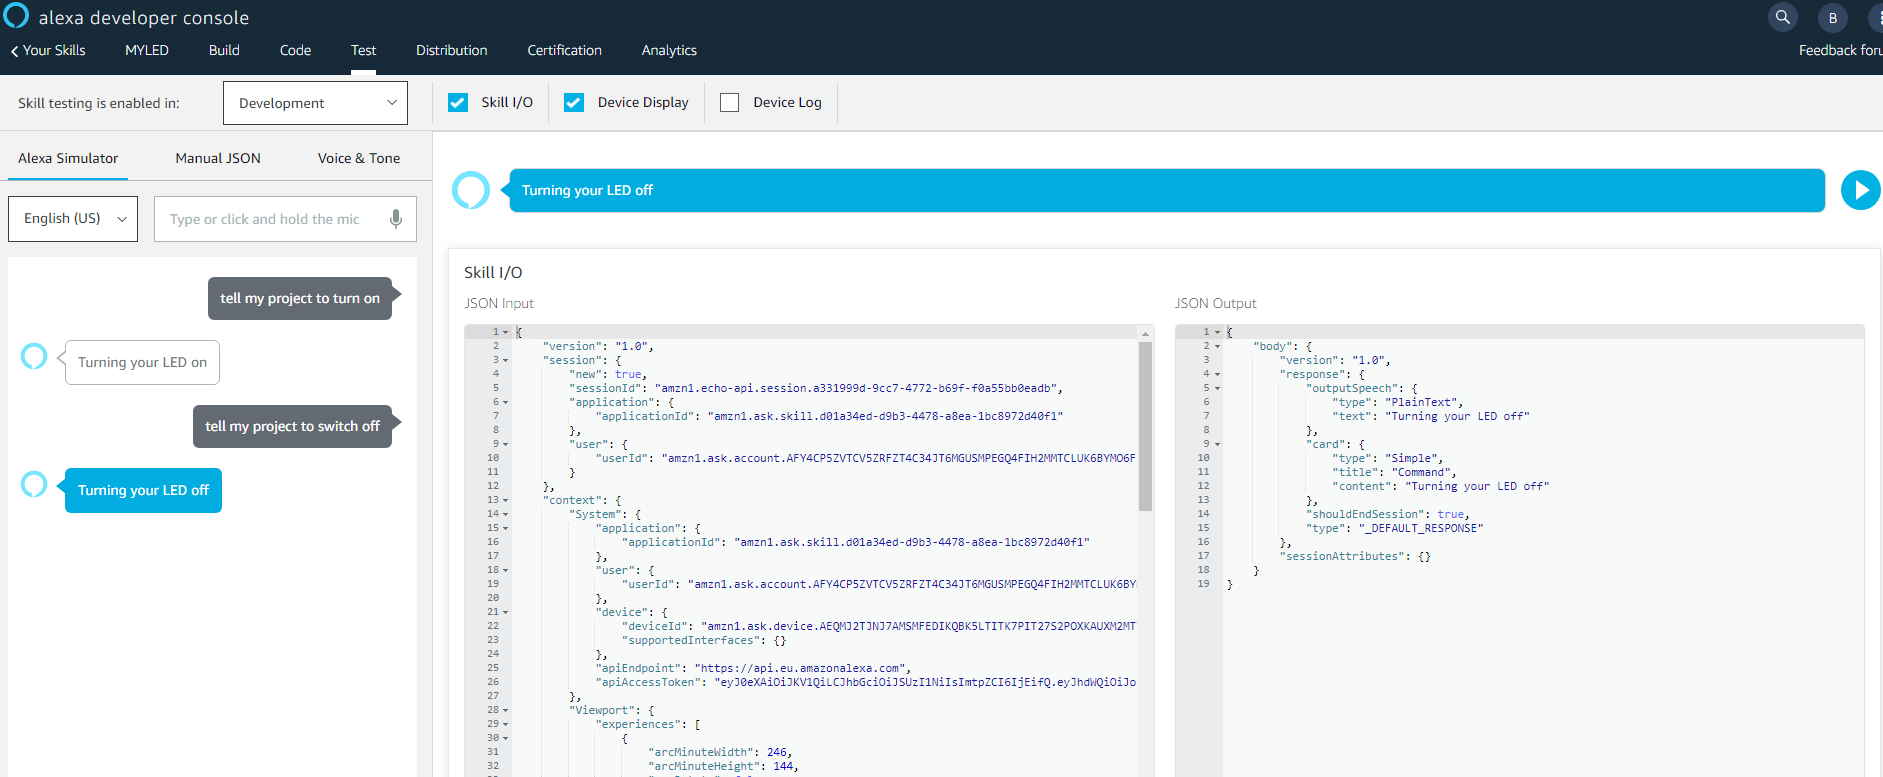 alexa developer console
B
Your Skills MYLED Build Code Test Distribution Certification Analytics
Feedback foru
Skill testing is enabled in: Development Skill I/O Device Display Device Log
Alexa Simulator Manual JSON Voice & Tone
English (US) Type or click and hold the mic
tell my project to turn on
Turning your LED on
tell my project to switch off
Turning your LED off
Turning your LED off
Skill I/O
JSON Input
1 {
2 "version": "1.0",
3 "session": {
4 "new": true,
5 "sessionId": "amzn1.echo-api.session.a331999d-9cc7-4772-b69f-f0a55bb0eadb",
6 "application": {
7 "applicationId": "amzn1.ask.skill.d01a34ed-d9b3-4478-a8ea-1bc8972d40f1"
8 },
9 "user": {
10 "userId": "amzn1.ask.account.AFY4CP5ZVTCV5ZRFZT4C34JT6MGUSMPEGQ4FIH2MMTCLUK6BYMO6F
11 }
12 },
13 "context": {
14 "System": {
15 "application": {
16 "applicationId": "amzn1.ask.skill.d01a34ed-d9b3-4478-a8ea-1bc8972d40f1"
17 },
18 "user": {
19 "userId": "amzn1.ask.account.AFY4CP5ZVTCV5ZRFZT4C34JT6MGUSMPEGQ4FIH2MMTCLUK6BY
20 },
21 "device": {
22 "deviceId": "amzn1.ask.device.AEQMJ2TJNJ7AMSMFEDIKQBK5LTITK7PIT27S2POXKAUXM2MT
23 "supportedInterfaces": {}
24 },
25 "apiEndpoint": "https://api.eu.amazonalexa.com",
26 "apiAccessToken": "eyJ0eXAiOiJKV1QiLCJhbGciOiJSUzI1NiIsImtpZCI6IjEifQ.eyJhdWQiOiJo
27 },
28 "Viewport": {
29 "experiences": [
30 {
31 "arcMinuteWidth": 246,
32 "arcMinuteHeight": 144,
JSON Output
1 {
2 "body": {
3 "version": "1.0",
4 "response": {
5 "outputSpeech": {
6 "type": "PlainText",
7 "text": "Turning your LED off"
8 },
9 "card": {
10 "type": "Simple",
11 "title": "Command",
12 "content": "Turning your LED off"
13 },
14 "shouldEndSession": true,
15 "type": "_DEFAULT_RESPONSE"
16 },
17 "sessionAttributes": {}
18 }
19 }